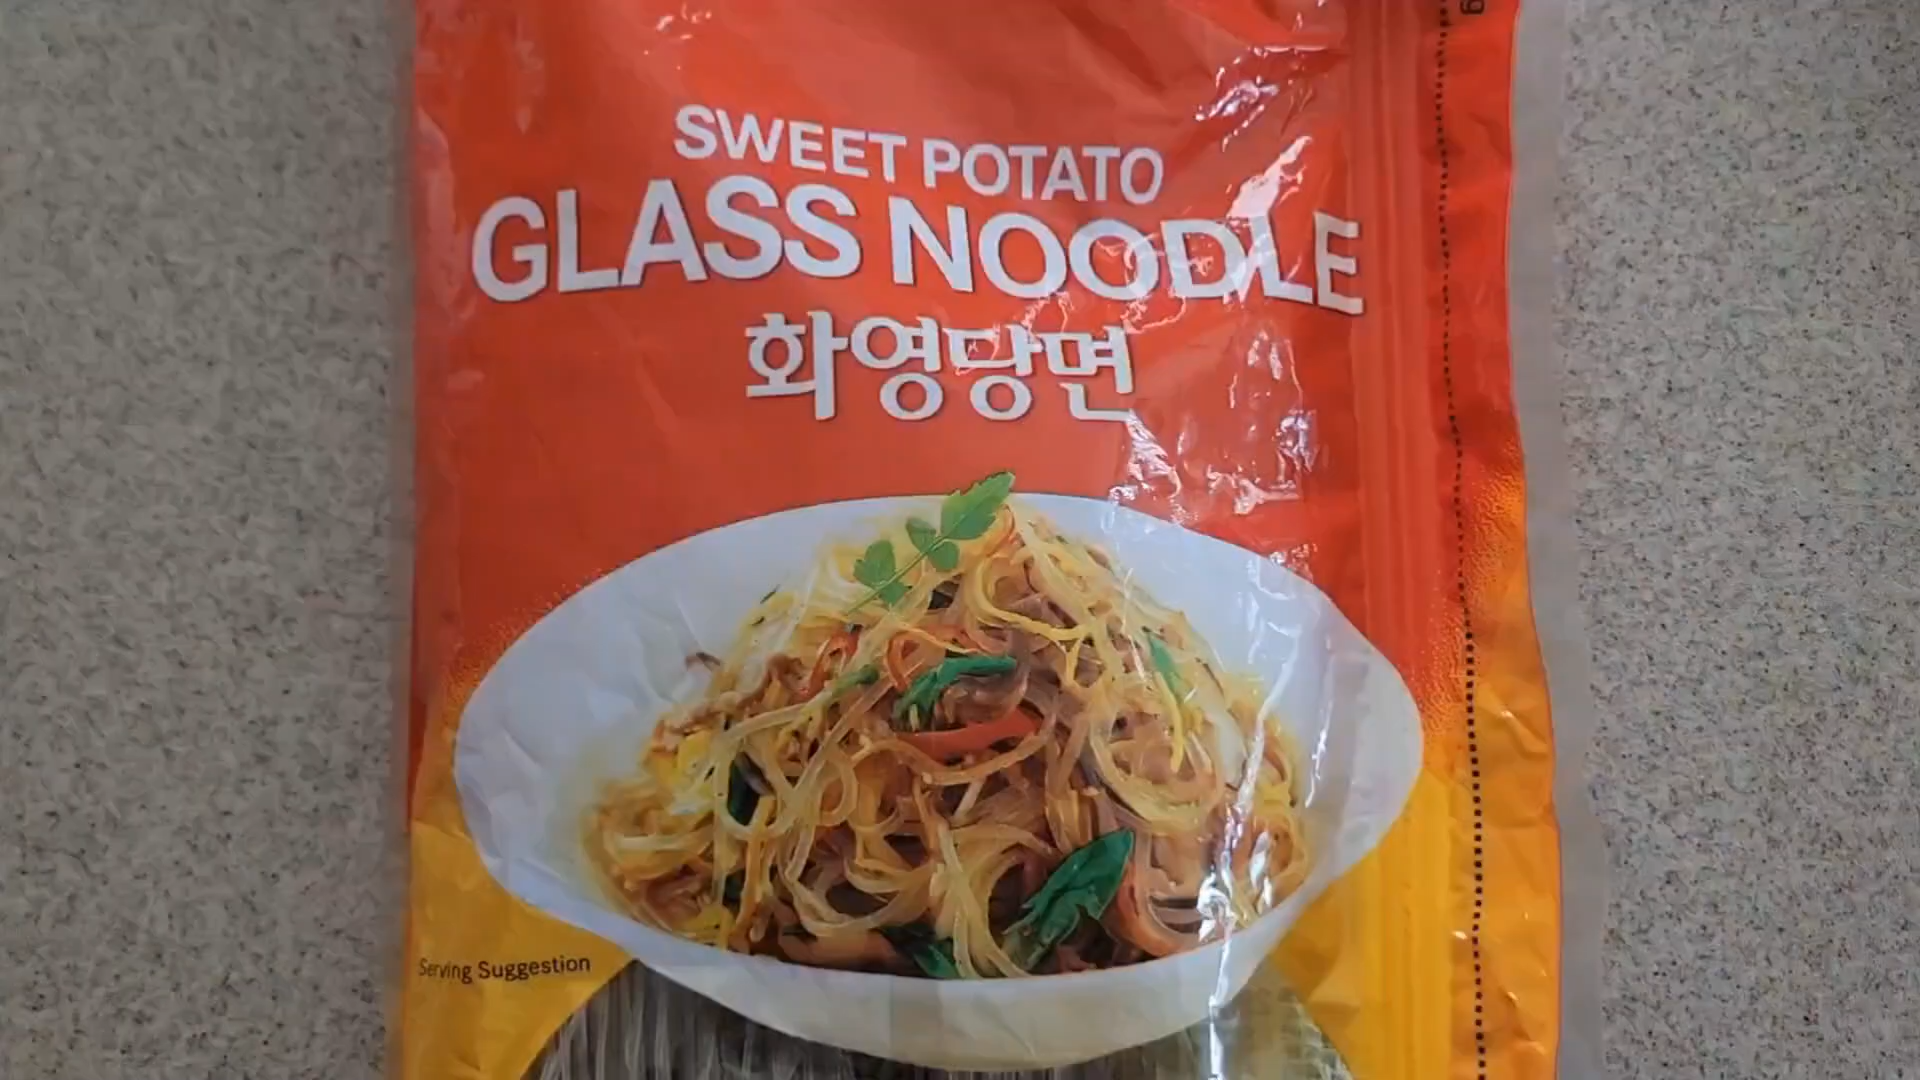 SWEET POTATO
GLASS NOODLE
화영당면
Serving Suggestion